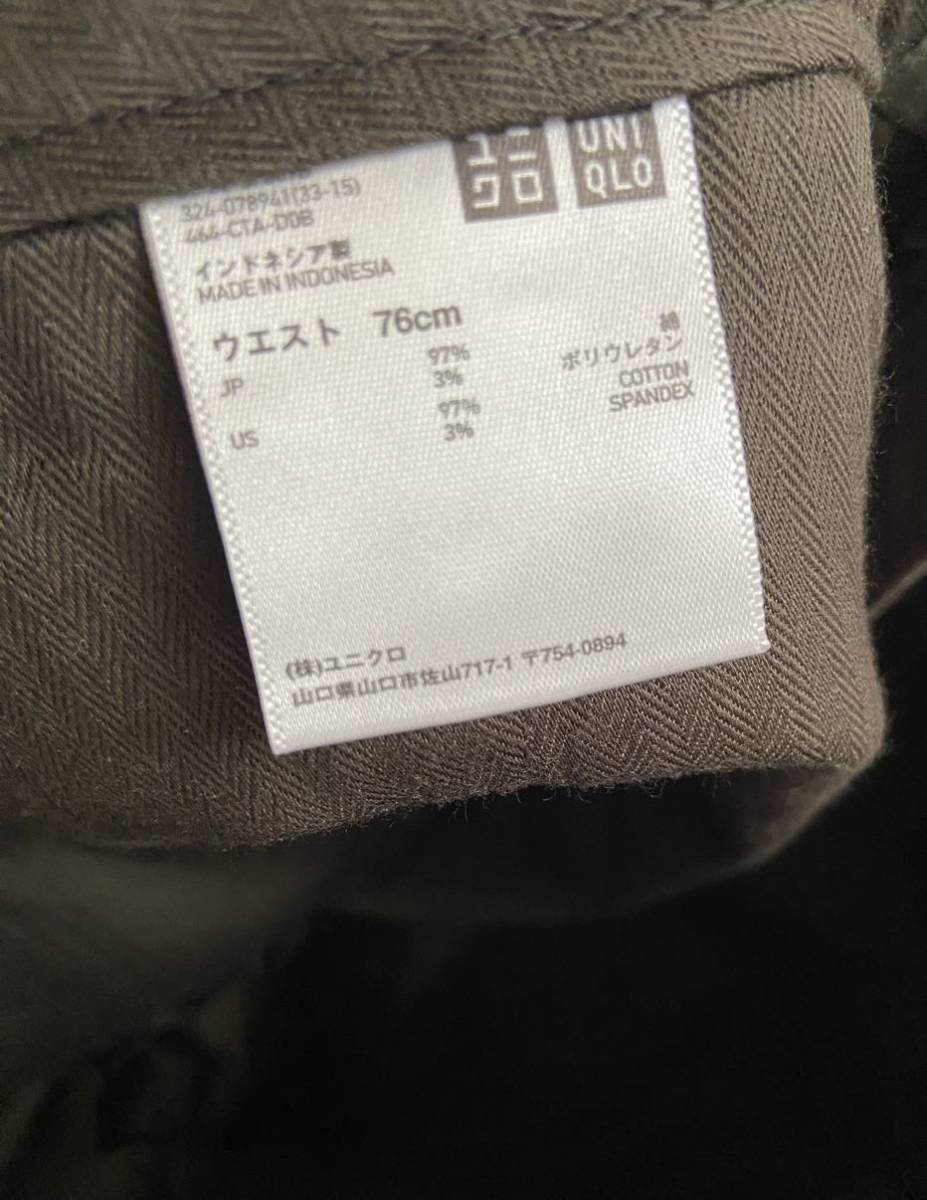 ユニ
クロ
UNI
QLO
324-078941(33-15)
464-CTA-D0B
インドネシア製
MADE IN INDONESIA
ウエスト 76cm
JP 97% 綿
3% ポリウレタン
US 97% COTTON
3% SPANDEX
(株)ユニクロ
山口県山口市佐山717-1 〒754-0894